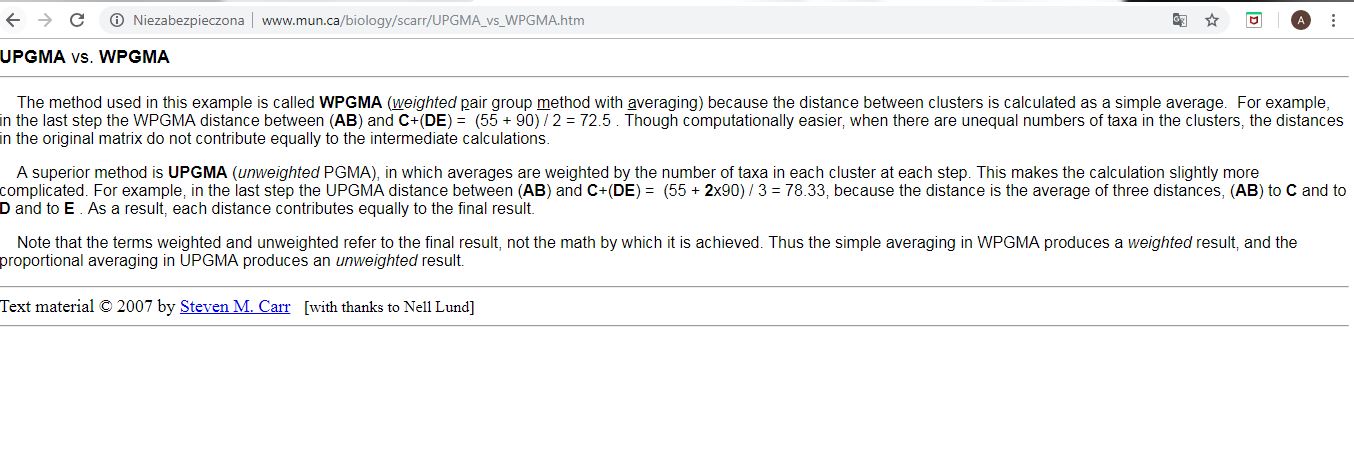 Niezabezpieczona | www.mun.ca/biology/scarr/UPGMA_vs_WPGMA.htm
A
UPGMA vs. WPGMA
The method used in this example is called WPGMA (weighted pair group method with averaging) because the distance between clusters is calculated as a simple average. For example,
in the last step the WPGMA distance between (AB) and C+(DE) = (55 + 90) / 2 = 72.5 . Though computationally easier, when there are unequal numbers of taxa in the clusters, the distances
in the original matrix do not contribute equally to the intermediate calculations.
A superior method is UPGMA (unweighted PGMA), in which averages are weighted by the number of taxa in each cluster at each step. This makes the calculation slightly more
complicated. For example, in the last step the UPGMA distance between (AB) and C+(DE) = (55 + 2x90) / 3 = 78.33, because the distance is the average of three distances, (AB) to C and to
D and to E . As a result, each distance contributes equally to the final result.
Note that the terms weighted and unweighted refer to the final result, not the math by which it is achieved. Thus the simple averaging in WPGMA produces a weighted result, and the
proportional averaging in UPGMA produces an unweighted result.
Text material © 2007 by Steven M. Carr [with thanks to Nell Lund]